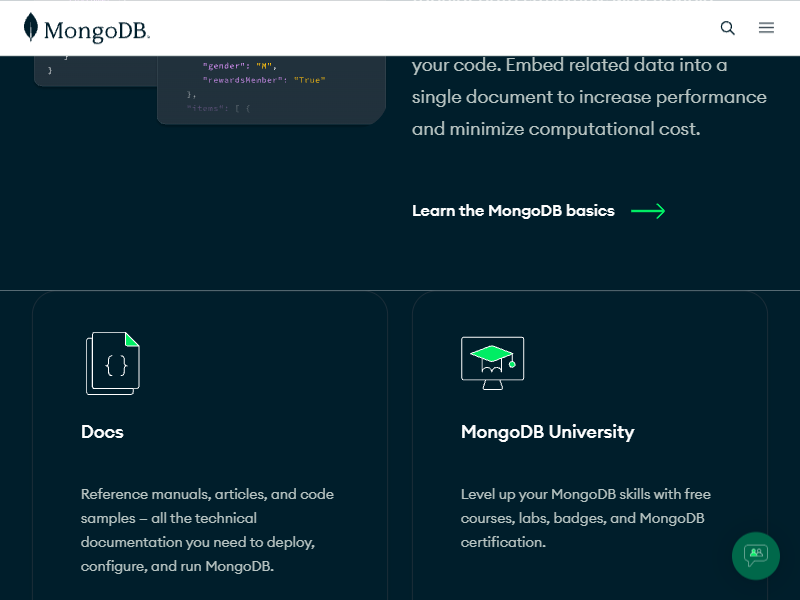 MongoDB.
}
}
"gender": "M",
"rewardsMember": "True"
},
"items": [ {
your code. Embed related data into a
single document to increase performance
and minimize computational cost.
Learn the MongoDB basics
{ }
Docs
Reference manuals, articles, and code
samples – all the technical
documentation you need to deploy,
configure, and run MongoDB.
MongoDB University
Level up your MongoDB skills with free
courses, labs, badges, and MongoDB
certification.